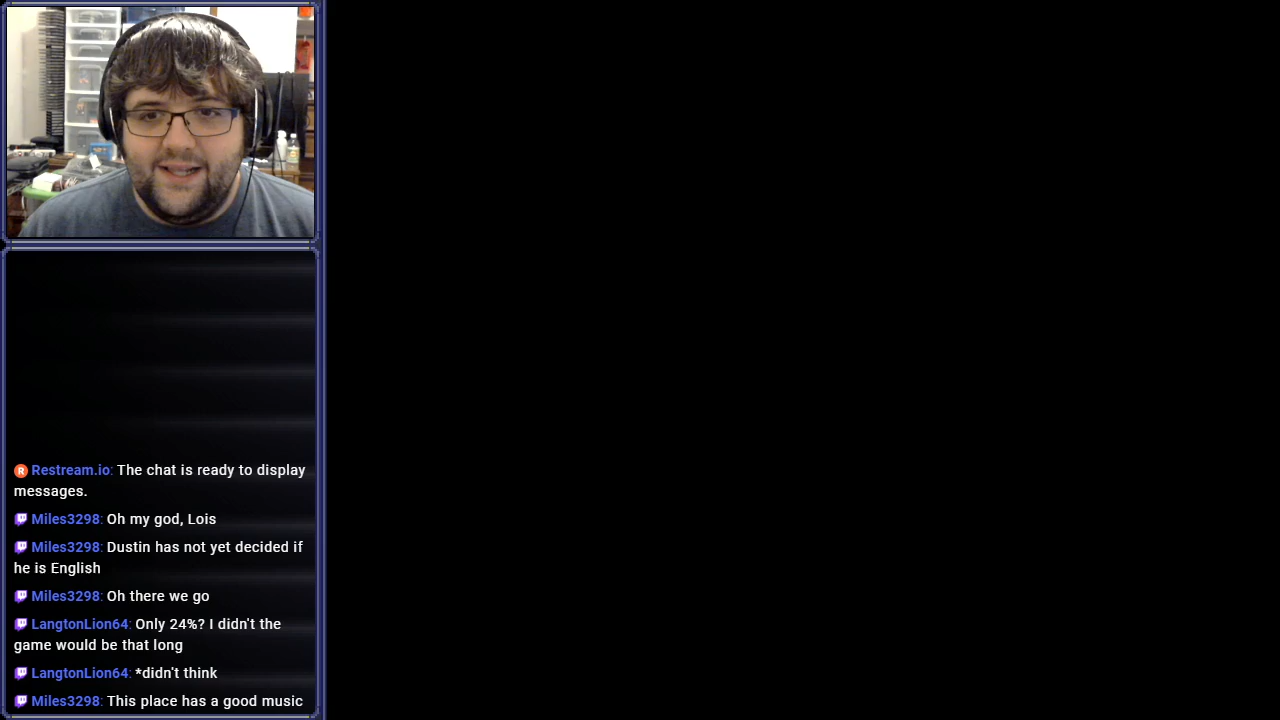 Restream.io: The chat is ready to display
messages.
Miles3298: Oh my god, Lois
Miles3298: Dustin has not yet decided if
he is English
Miles3298: Oh there we go
LangtonLion64: Only 24%? I didn't the
game would be that long
LangtonLion64: *didn't think
Miles3298: This place has a good music